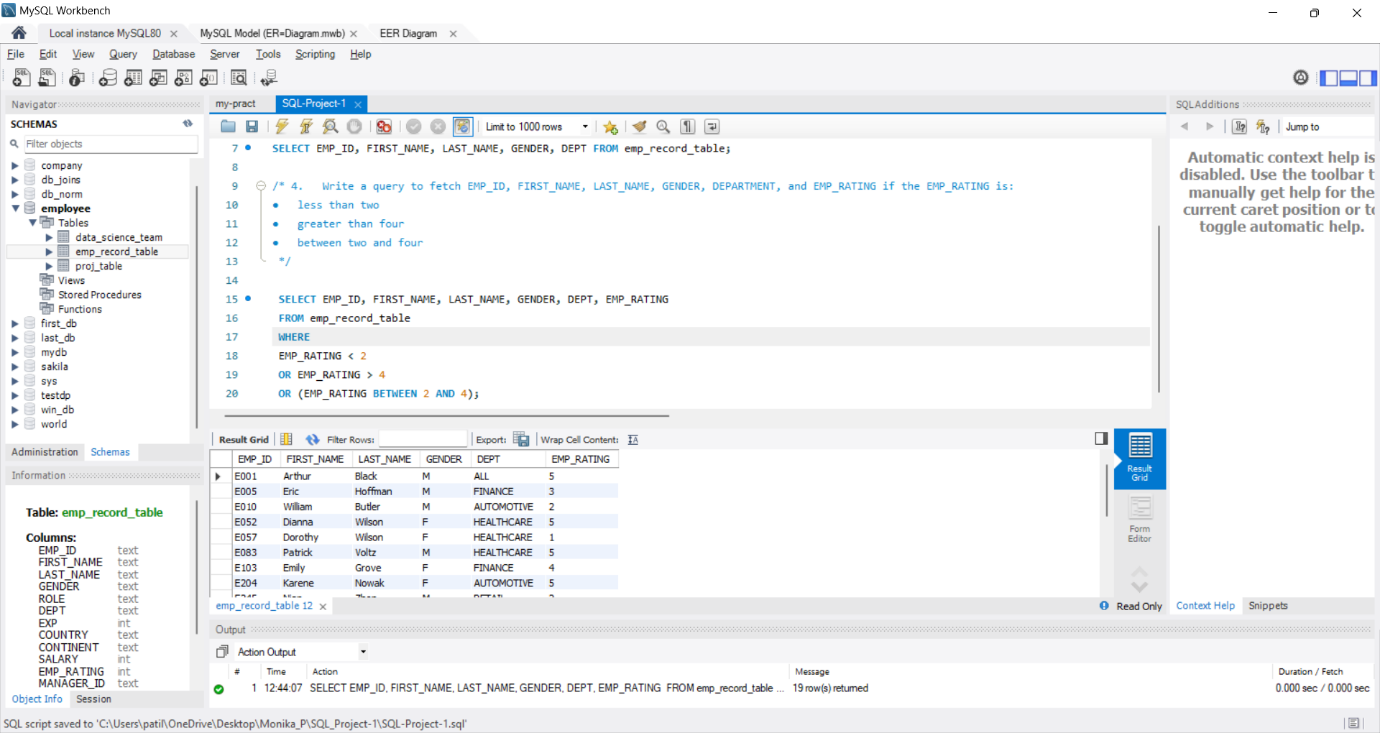 MySQL Workbench
Local instance MySQL80 MySQL Model (ER=Diagram.mwb) EER Diagram
File Edit View Query Database Server Tools Scripting Help
Navigator
SCHEMAS
Filter objects
company
db_joins
db_norm
employee
Tables
data_science_team
emp_record_table
proj_table
Views
Stored Procedures
Functions
first_db
last_db
mydb
sakila
sys
testdp
win_db
world
Administration Schemas
Information
Table: emp_record_table
Columns:
EMP_ID text
FIRST_NAME text
LAST_NAME text
GENDER text
ROLE text
DEPT text
EXP int
COUNTRY text
CONTINENT text
SALARY int
EMP_RATING int
MANAGER_ID text
Object Info Session
my-pract SQL-Project-1
Limit to 1000 rows
7 SELECT EMP_ID, FIRST_NAME, LAST_NAME, GENDER, DEPT FROM emp_record_table;
8
9 /* 4. Write a query to fetch EMP_ID, FIRST_NAME, LAST_NAME, GENDER, DEPARTMENT, and EMP_RATING if the EMP_RATING is:
10 • less than two
11 • greater than four
12 • between two and four
13 */
14
15 SELECT EMP_ID, FIRST_NAME, LAST_NAME, GENDER, DEPT, EMP_RATING
16 FROM emp_record_table
17 WHERE
18 EMP_RATING < 2
19 OR EMP_RATING > 4
20 OR (EMP_RATING BETWEEN 2 AND 4);
Result Grid Filter Rows: Export: Wrap Cell Content:
EMP_ID FIRST_NAME LAST_NAME GENDER DEPT EMP_RATING
E001 Arthur Black M ALL 5
E005 Eric Hoffman M FINANCE 3
E010 William Butler M AUTOMOTIVE 2
E052 Dianna Wilson F HEALTHCARE 5
E057 Dorothy Wilson F HEALTHCARE 1
E083 Patrick Voltz M HEALTHCARE 5
E103 Emily Grove F FINANCE 4
E204 Karene Nowak F AUTOMOTIVE 5
Result
Grid
Form
Editor
emp_record_table 12 Read Only
Output
Action Output
# Time Action Message Duration / Fetch
1 12:44:07 SELECT EMP_ID, FIRST_NAME, LAST_NAME, GENDER, DEPT, EMP_RATING FROM emp_record_table ... 19 row(s) returned 0.000 sec / 0.000 sec
SQLAdditions
Jump to
Automatic context help is
disabled. Use the toolbar t
manually get help for the
current caret position or to
toggle automatic help.
Context Help Snippets
SQL script saved to 'C:\Users\patil\OneDrive\Desktop\Monika_P\SQL_Project-1\SQL-Project-1.sql'